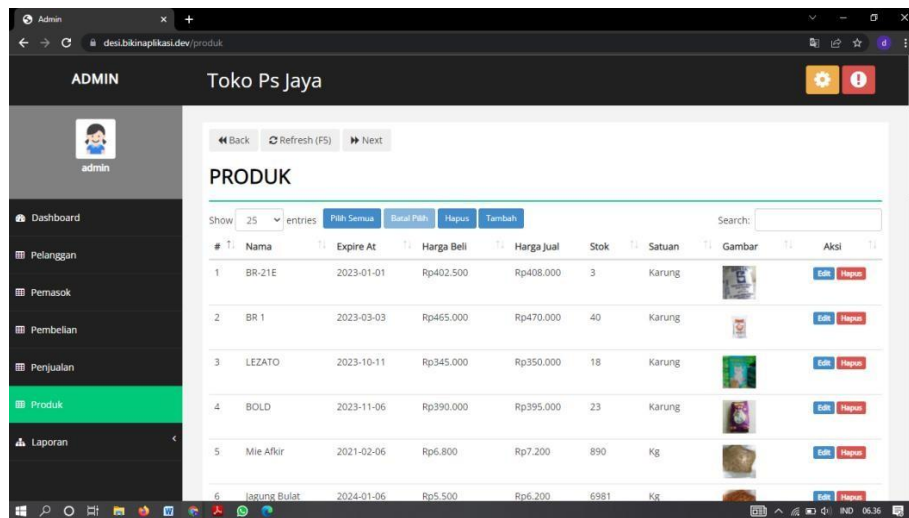 Admin
desi.bikinaplikasi.dev/produk
d
ADMIN
Toko Ps Jaya
admin
Dashboard
Pelanggan
Pemasok
Pembelian
Penjualan
Produk
Laporan
Back Refresh (F5) Next
PRODUK
Show 25 entries Pilih Semua Batal Pilih Hapus Tambah Search:
# Nama Expire At Harga Beli Harga Jual Stok Satuan Gambar Aksi
1 BR-21E 2023-01-01 Rp402.500 Rp408.000 3 Karung Edit Hapus
2 BR 1 2023-03-03 Rp465.000 Rp470.000 40 Karung Edit Hapus
3 LEZATO 2023-10-11 Rp345.000 Rp350.000 18 Karung Edit Hapus
4 BOLD 2023-11-06 Rp390.000 Rp395.000 23 Karung Edit Hapus
5 Mie Afkir 2021-02-06 Rp6.800 Rp7.200 890 Kg Edit Hapus
6 Jagung Bulat 2024-01-06 Rp5.500 Rp6.200 6981 Kg Edit Hapus
IND 06.36